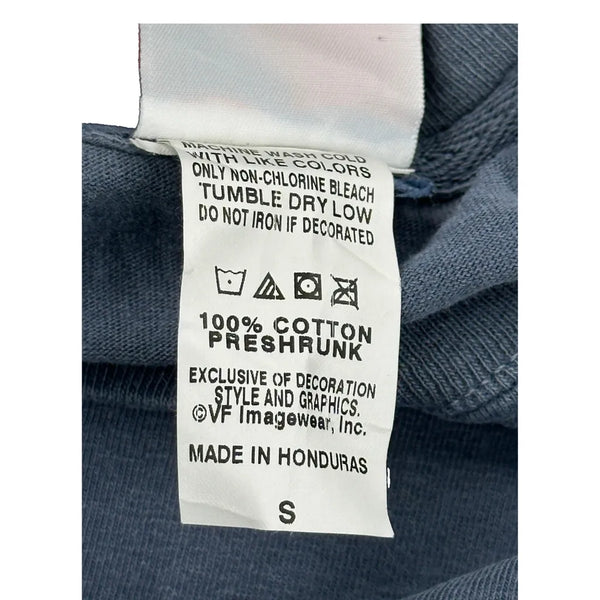 MACHINE WASH COLD
WITH LIKE COLORS
ONLY NON-CHLORINE BLEACH
TUMBLE DRY LOW
DO NOT IRON IF DECORATED
100% COTTON
PRESHRUNK
EXCLUSIVE OF DECORATION
STYLE AND GRAPHICS.
©VF Imagewear, Inc.
MADE IN HONDURAS
S